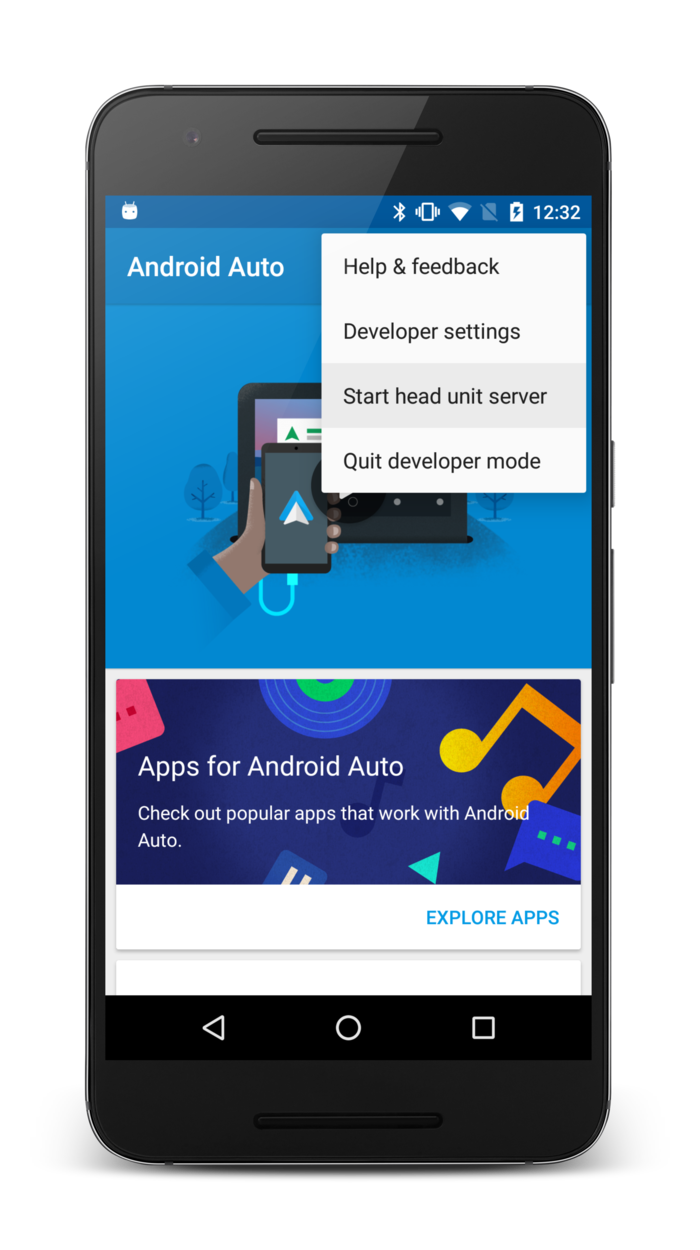 12:32
Android Auto
Help & feedback
Developer settings
Start head unit server
Quit developer mode
Apps for Android Auto
Check out popular apps that work with Android
Auto.
EXPLORE APPS